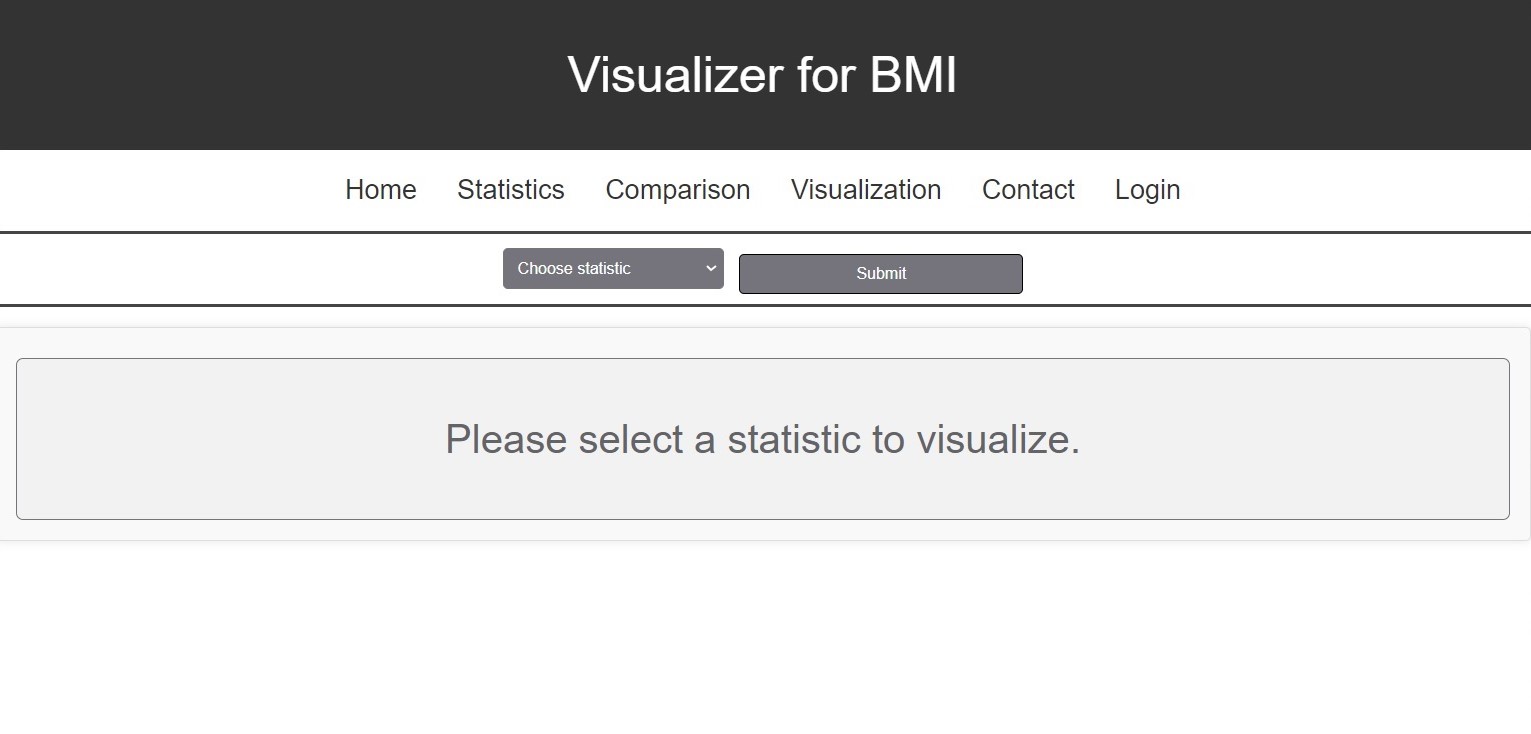 Visualizer for BMI
Home Statistics Comparison Visualization Contact Login
Choose statistic Submit
Please select a statistic to visualize.